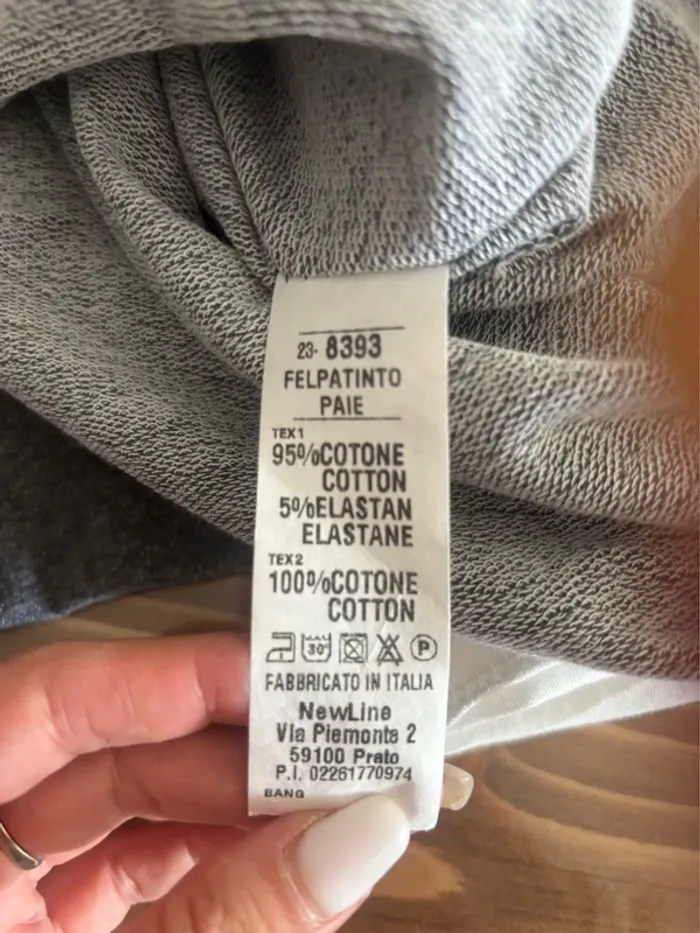 23- 8393
FELPATINTO
PAIE
TEX1
95%COTONE
COTTON
5%ELASTAN
ELASTANE
TEX2
100%COTONE
COTTON
30°
P
FABBRICATO IN ITALIA
NewLine
Via Piemonte 2
59100 Prato
P.I. 02261770974
BANG